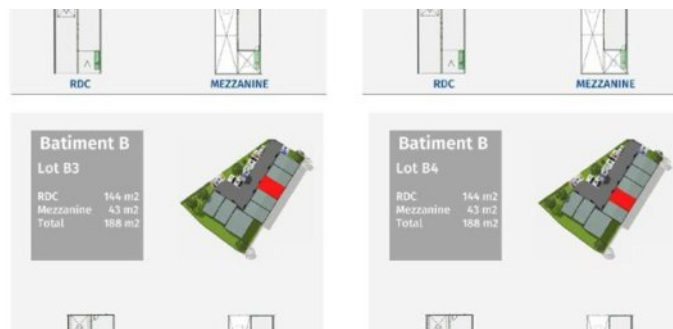 RDC MEZZANINE
RDC MEZZANINE
Batiment B
Lot B3
RDC 144 m2
Mezzanine 43 m2
Total 188 m2
Batiment B
Lot B4
RDC 144 m2
Mezzanine 43 m2
Total 188 m2